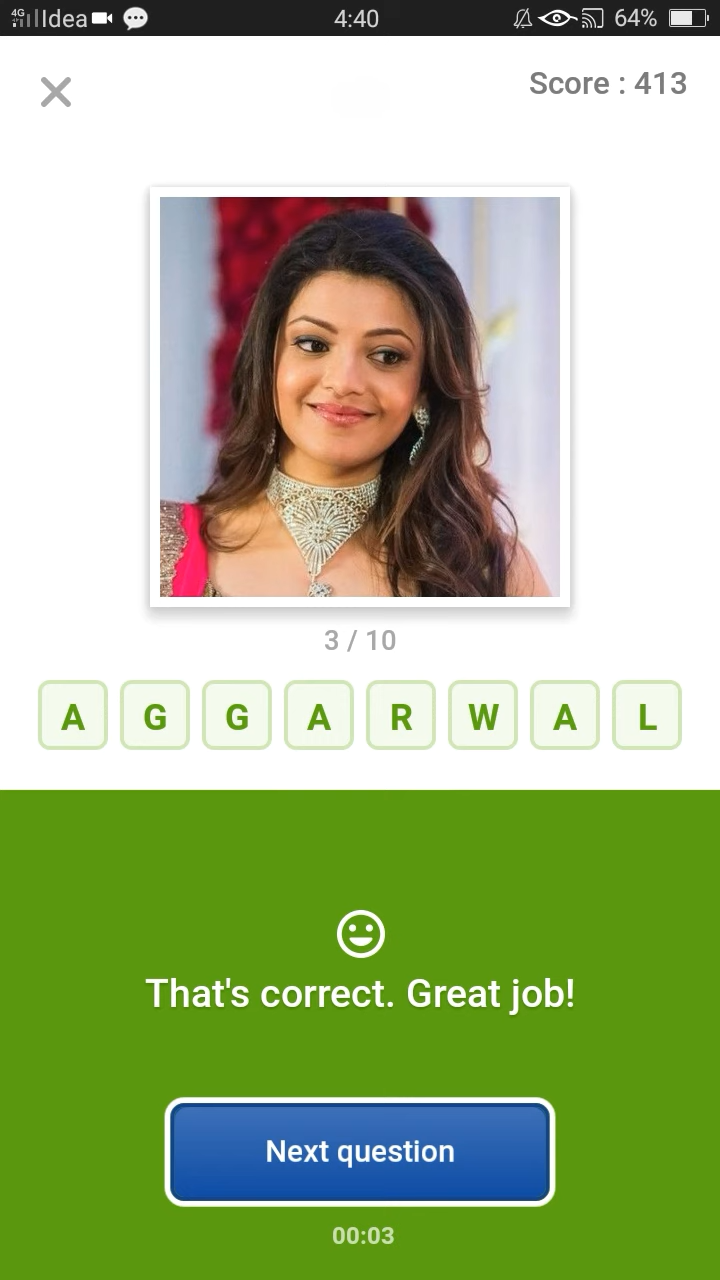 4G Idea 4:40 64%
Score : 413
3 / 10
A G G A R W A L
That's correct. Great job!
Next question
00:03